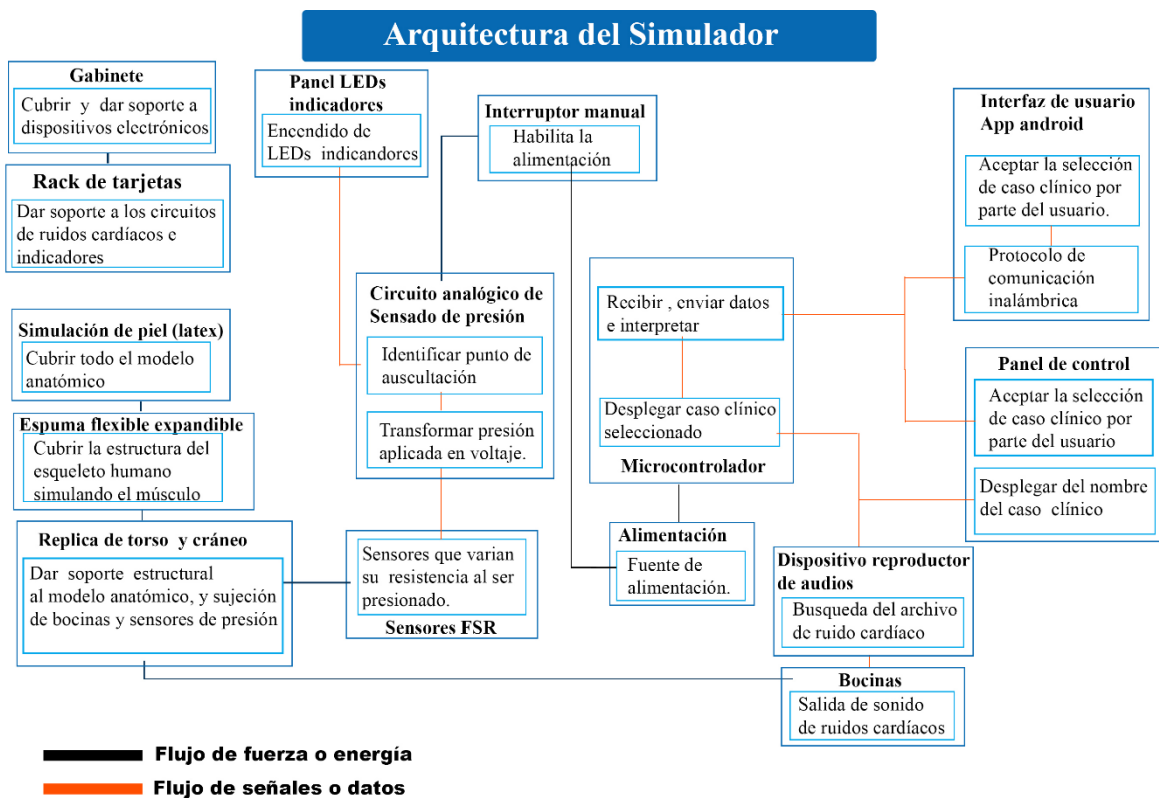 Arquitectura del Simulador
Gabinete
Cubrir y dar soporte a
dispositivos electrónicos
Rack de tarjetas
Dar soporte a los circuitos
de ruidos cardíacos e
indicadores
Simulación de piel (latex)
Cubrir todo el modelo
anatómico
Espuma flexible expandible
Cubrir la estructura del
esqueleto humano
simulando el músculo
Replica de torso y cráneo
Dar soporte estructural
al modelo anatómico, y sujeción
de bocinas y sensores de presión
Panel LEDs
indicadores
Encendido de
LEDs indicandores
Circuito analógico de
Sensado de presión
Identificar punto de
auscultación
Transformar presión
aplicada en voltaje.
Sensores que varian
su resistencia al ser
presionado.
Sensores FSR
Interruptor manual
Habilita la
alimentación
Recibir , enviar datos
e interpretar
Desplegar caso clínico
seleccionado
Microcontrolador
Alimentación
Fuente de
alimentación.
Interfaz de usuario
App android
Aceptar la selección
de caso clínico por
parte del usuario.
Protocolo de
comunicación
inalámbrica
Panel de control
Aceptar la selección
de caso clínico por
parte del usuario
Desplegar del nombre
del caso clínico
Dispositivo reproductor
de audios
Busqueda del archivo
de ruido cardíaco
Bocinas
Salida de sonido
de ruidos cardíacos
Flujo de fuerza o energía
Flujo de señales o datos